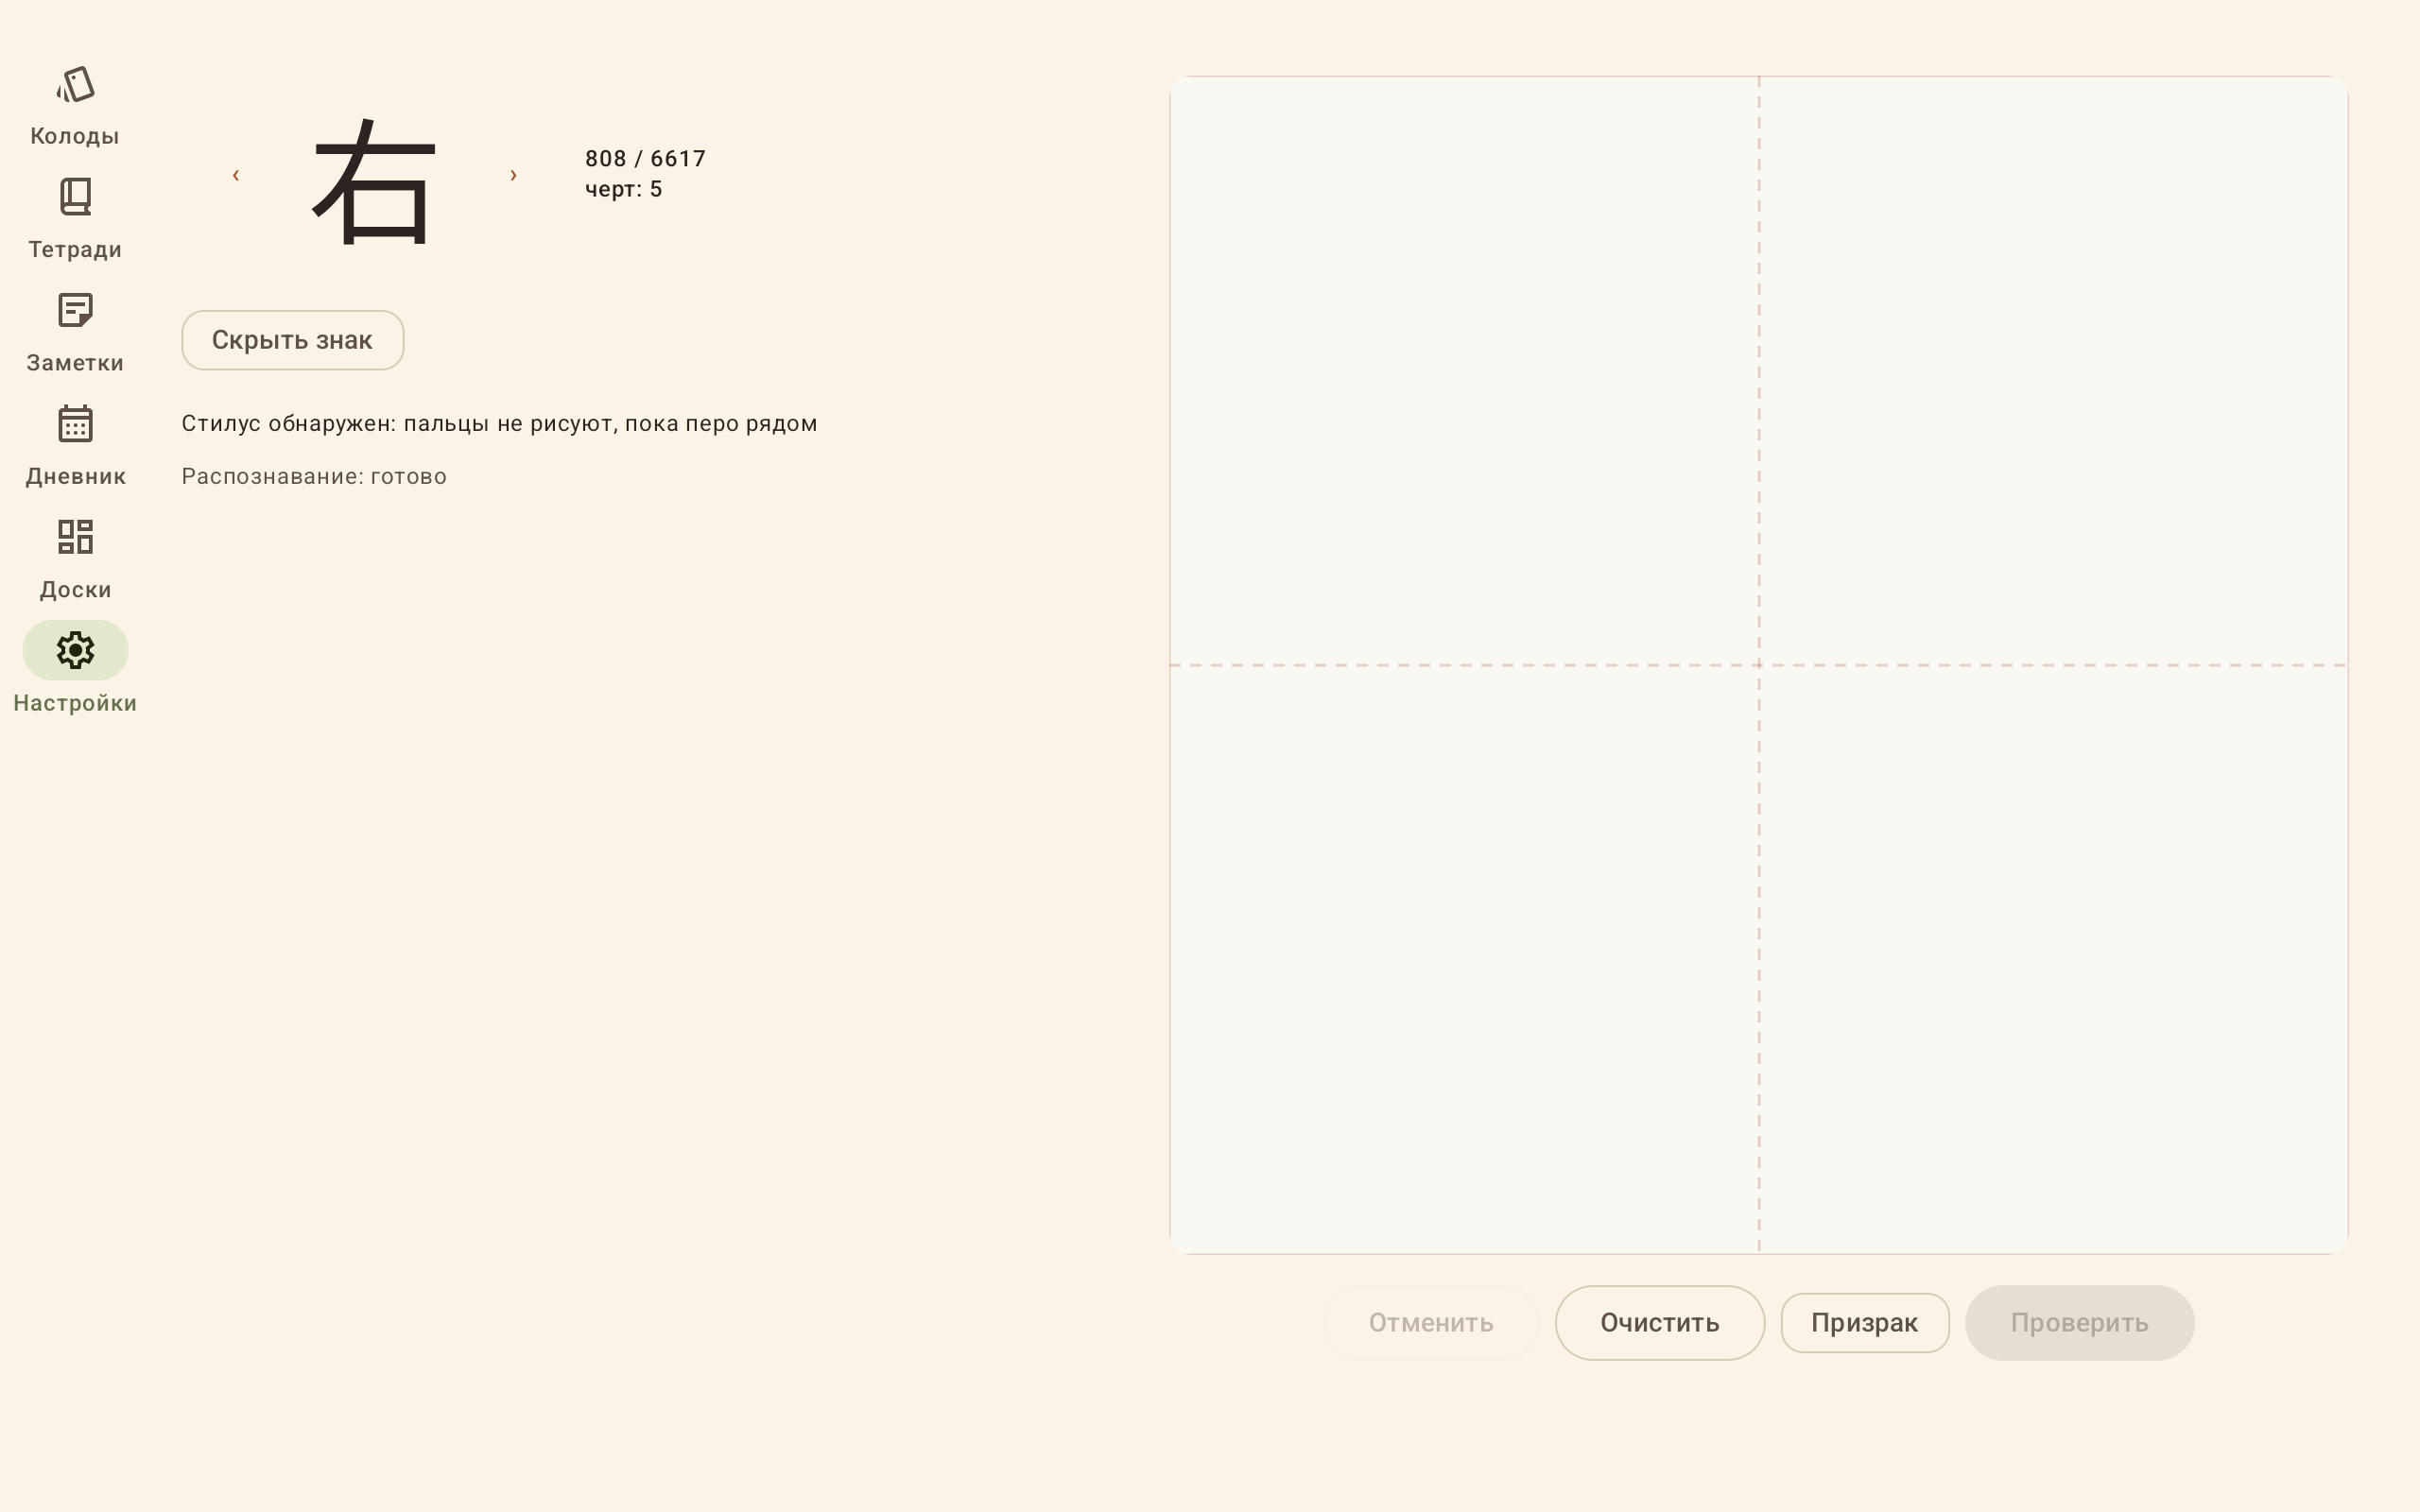 Колоды
Тетради
Заметки
Дневник
Доски
Настройки
‹ 右 ›
808 / 6617
черт: 5
Скрыть знак
Стилус обнаружен: пальцы не рисуют, пока перо рядом
Распознавание: готово
Отменить Очистить Призрак Проверить